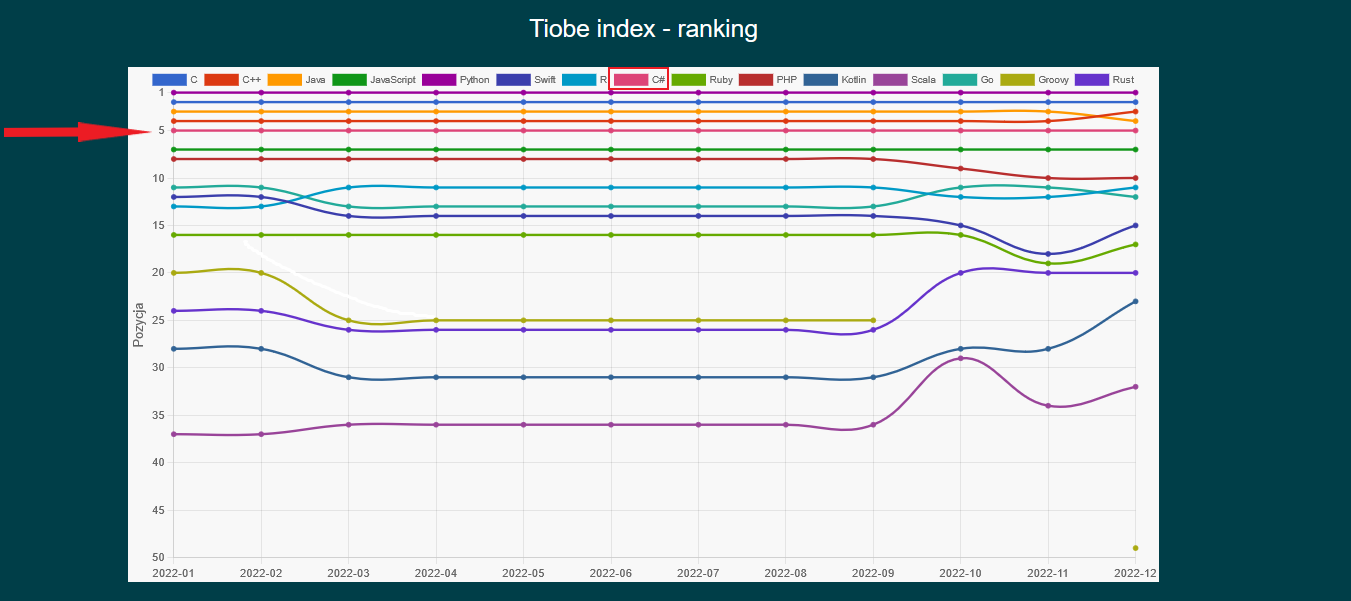 Tiobe index - ranking
C C++ Java JavaScript Python Swift R C# Ruby PHP Kotlin Scala Go Groovy Rust
1
5
10
15
20
25
30
35
40
45
50
Pozycja
2022-01 2022-02 2022-03 2022-04 2022-05 2022-06 2022-07 2022-08 2022-09 2022-10 2022-11 2022-12